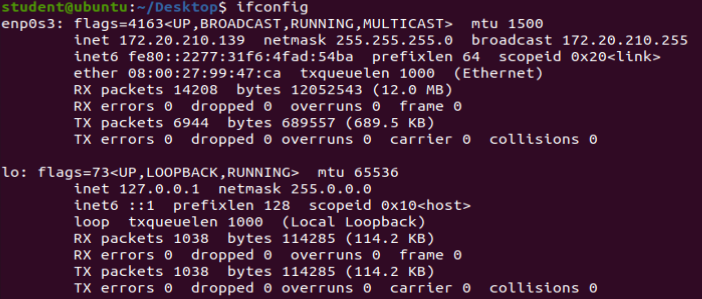 student@ubuntu:~/Desktop$ ifconfig
enp0s3: flags=4163<UP,BROADCAST,RUNNING,MULTICAST>  mtu 1500
        inet 172.20.210.139  netmask 255.255.255.0  broadcast 172.20.210.255
        inet6 fe80::2277:31f6:4fad:54ba  prefixlen 64  scopeid 0x20<link>
        ether 08:00:27:99:47:ca  txqueuelen 1000  (Ethernet)
        RX packets 14208  bytes 12052543 (12.0 MB)
        RX errors 0  dropped 0  overruns 0  frame 0
        TX packets 6944  bytes 689557 (689.5 KB)
        TX errors 0  dropped 0 overruns 0  carrier 0  collisions 0
lo: flags=73<UP,LOOPBACK,RUNNING>  mtu 65536
        inet 127.0.0.1  netmask 255.0.0.0
        inet6 ::1  prefixlen 128  scopeid 0x10<host>
        loop  txqueuelen 1000  (Local Loopback)
        RX packets 1038  bytes 114285 (114.2 KB)
        RX errors 0  dropped 0  overruns 0  frame 0
        TX packets 1038  bytes 114285 (114.2 KB)
        TX errors 0  dropped 0 overruns 0  carrier 0  collisions 0